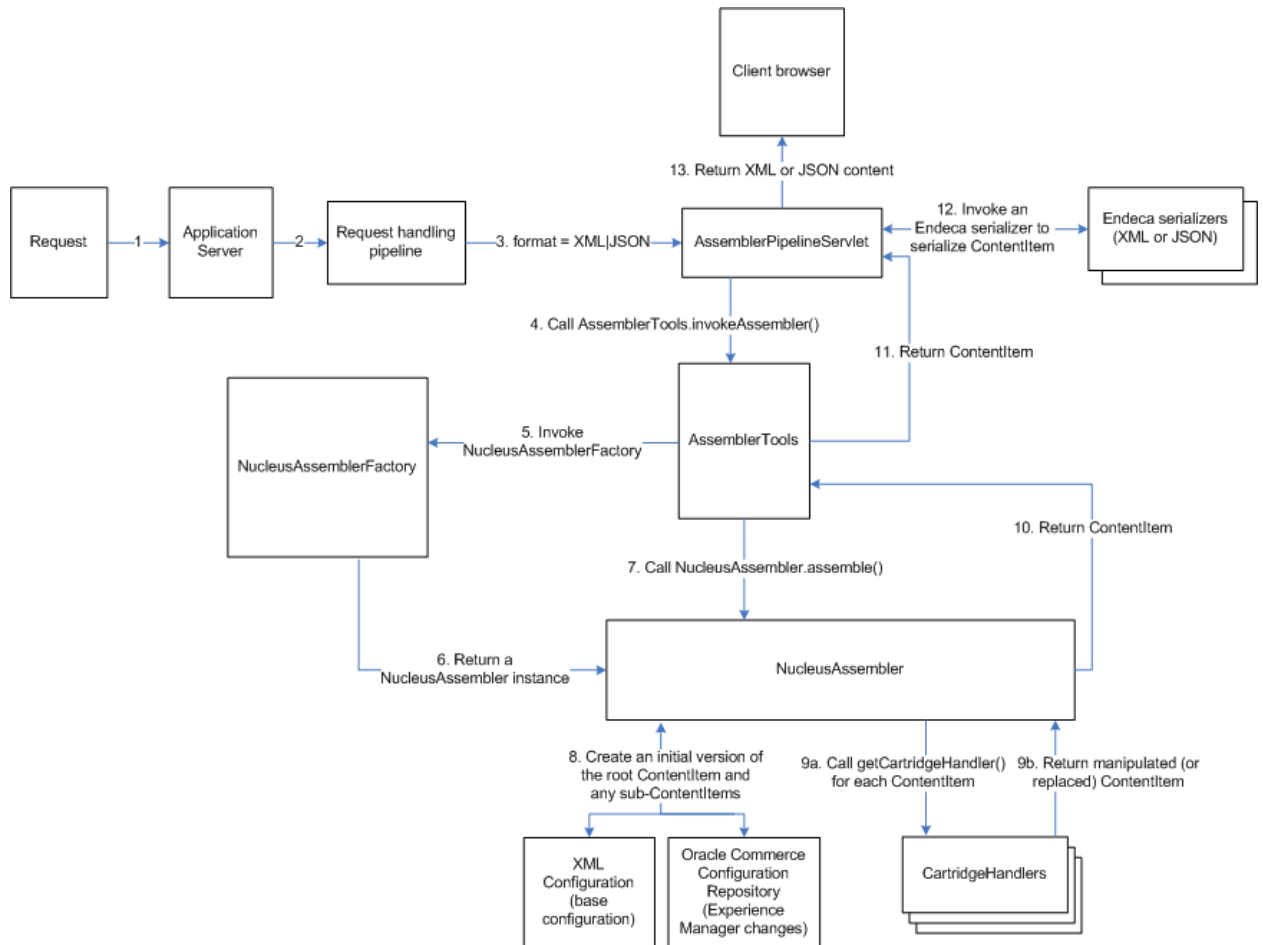 Client browser
13. Return XML or JSON content
Request
1
Application
Server
2
Request handling
pipeline
3. format = XML|JSON
AssemblerPipelineServlet
12. Invoke an
Endeca serializer to
serialize ContentItem
Endeca serializers
(XML or JSON)
4. Call AssemblerTools.invokeAssembler()
11. Return ContentItem
5. Invoke
NucleusAssemblerFactory
AssemblerTools
NucleusAssemblerFactory
10. Return ContentItem
7. Call NucleusAssembler.assemble()
6. Return a
NucleusAssembler instance
NucleusAssembler
8. Create an initial version of
the root ContentItem and
any sub-ContentItems
9a. Call getCartridgeHandler()
for each ContentItem
9b. Return manipulated (or
replaced) ContentItem
XML
Configuration
(base
configuration)
Oracle Commerce
Configuration
Repository
(Experience
Manager changes)
CartridgeHandlers